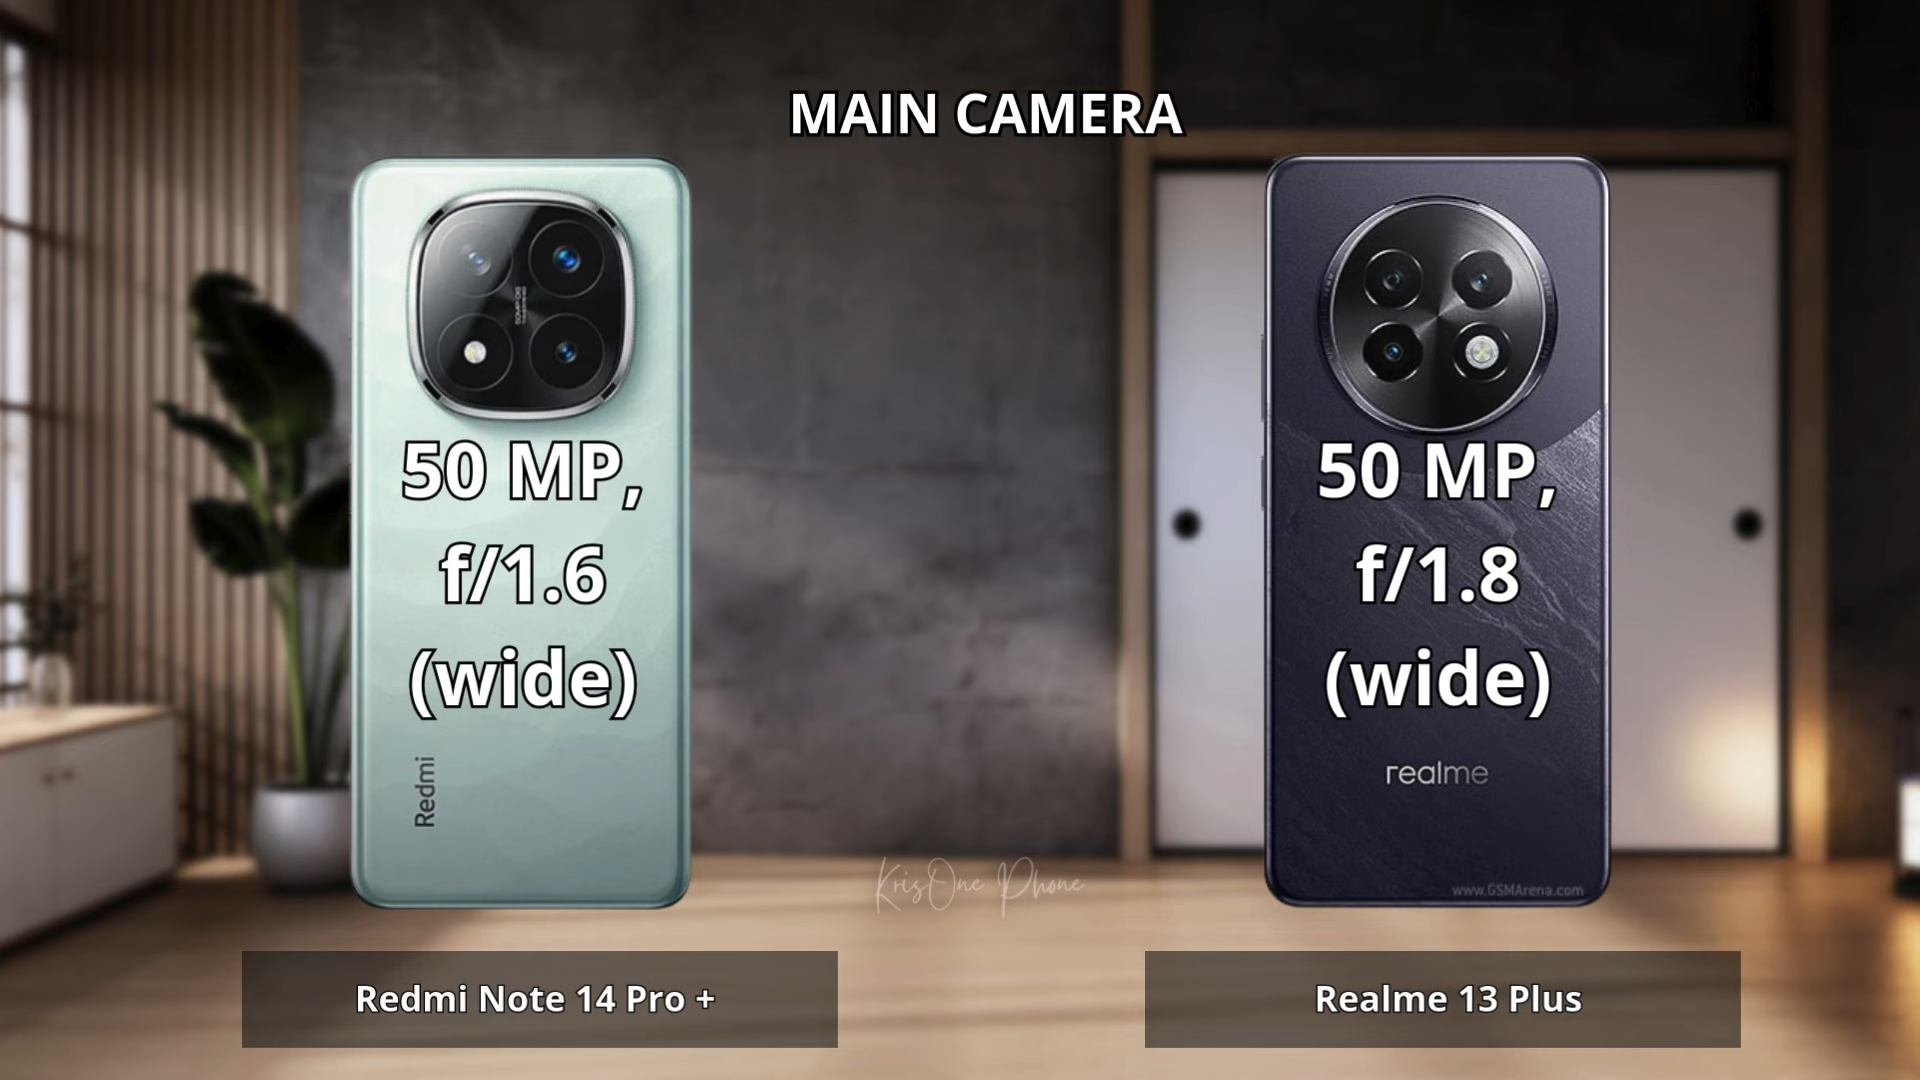 MAIN CAMERA
50 MP,
f/1.6
(wide)
Redmi
50 MP,
f/1.8
(wide)
realme
www.GSMArena.com
KrisOne Phone
Redmi Note 14 Pro +
Realme 13 Plus